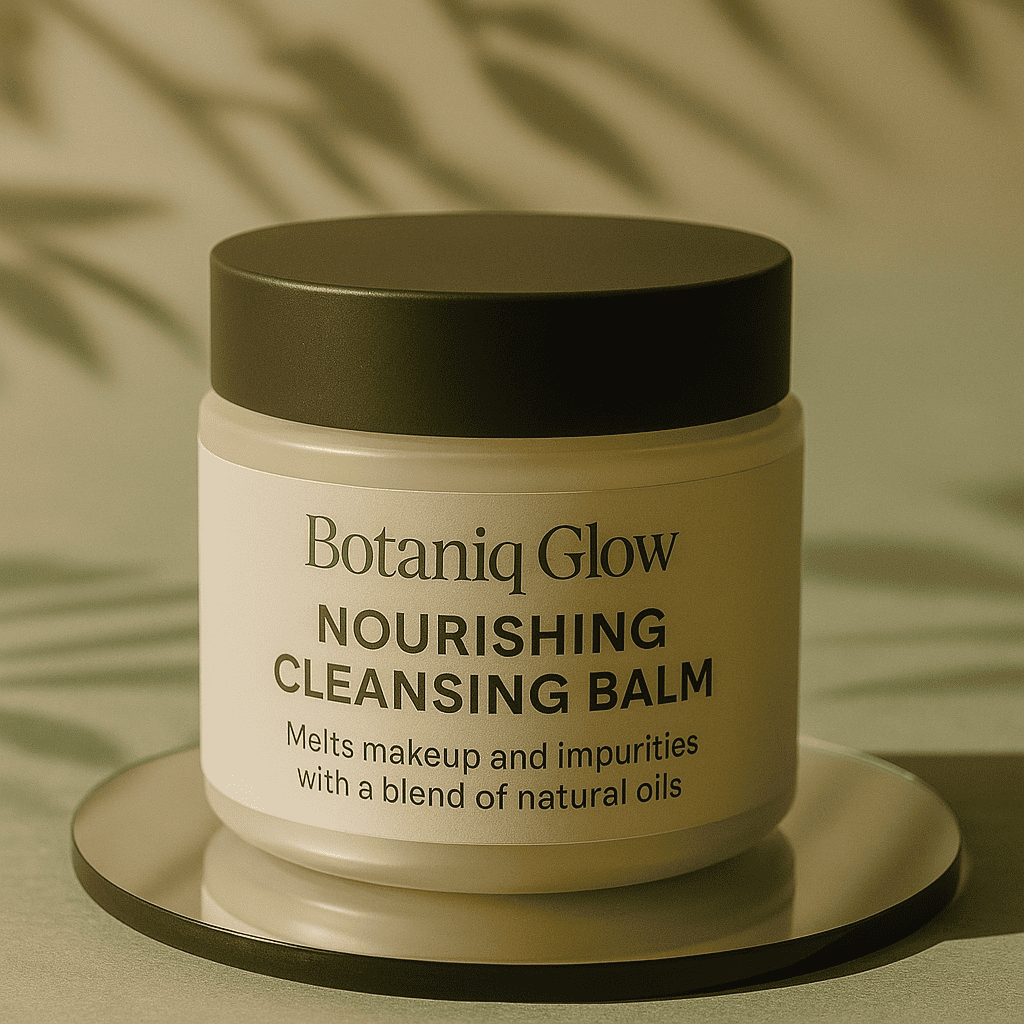 Botaniq Glow
NOURISHING
CLEANSING BALM
Melts makeup and impurities
with a blend of natural oils